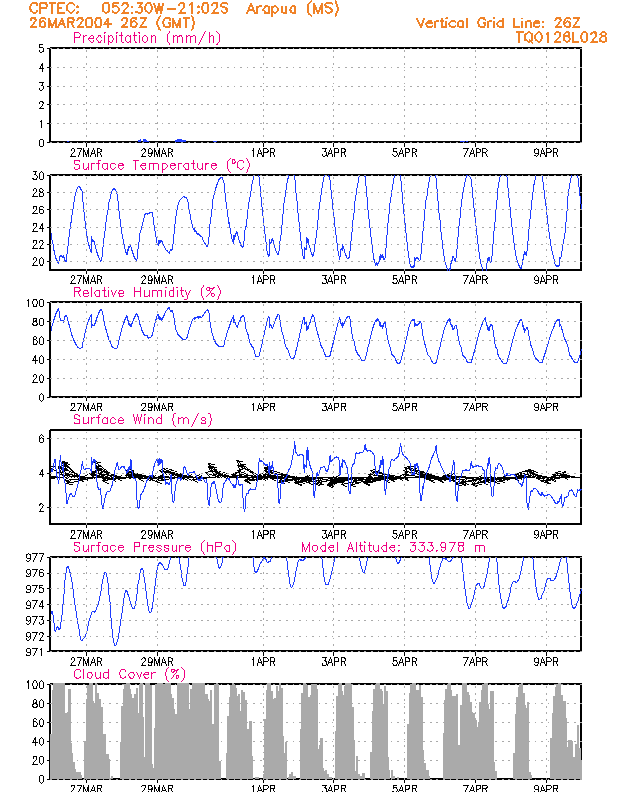 CPTEC: 052:30W-21:02S Arapua (MS)
26MAR2004 26Z (GMT) Vertical Grid Line: 26Z
Precipitation (mm/h) TQ0126L028
5
4
3
2
1
0
27MAR 29MAR 1APR 3APR 5APR 7APR 9APR
Surface Temperature (°C)
30
28
26
24
22
20
27MAR 29MAR 1APR 3APR 5APR 7APR 9APR
Relative Humidity (%)
100
80
60
40
20
0
27MAR 29MAR 1APR 3APR 5APR 7APR 9APR
Surface Wind (m/s)
6
4
2
27MAR 29MAR 1APR 3APR 5APR 7APR 9APR
Surface Pressure (hPa) Model Altitude: 333.978 m
977
976
975
974
973
972
971
27MAR 29MAR 1APR 3APR 5APR 7APR 9APR
Cloud Cover (%)
100
80
60
40
20
0
27MAR 29MAR 1APR 3APR 5APR 7APR 9APR